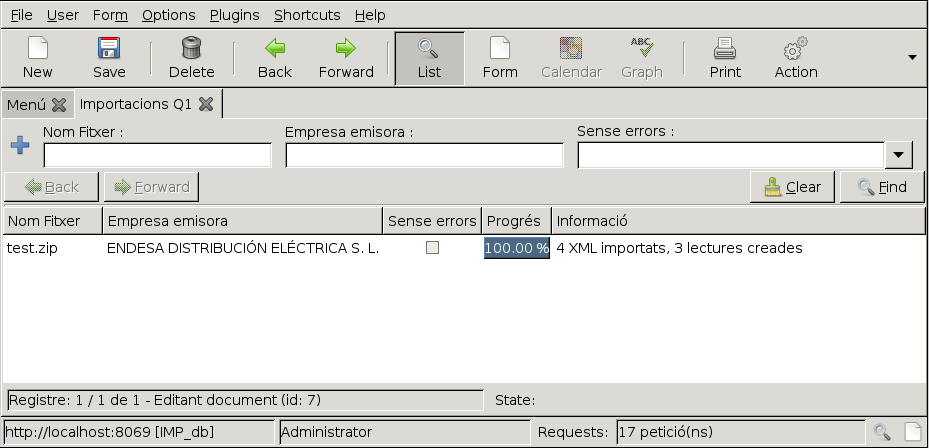 File User Form Options Plugins Shortcuts Help
New Save Delete Back Forward List Form Calendar ABC Graph Print Action
Menú Importacions Q1
Nom Fitxer : Empresa emisora : Sense errors :
Back Forward Clear Find
Nom Fitxer Empresa emisora Sense errors Progrés Informació
test.zip ENDESA DISTRIBUCIÓN ELÉCTRICA S. L. 100.00 % 4 XML importats, 3 lectures creades
Registre: 1 / 1 de 1 - Editant document (id: 7) State:
http://localhost:8069 [IMP_db] Administrator Requests: 17 petició(ns)